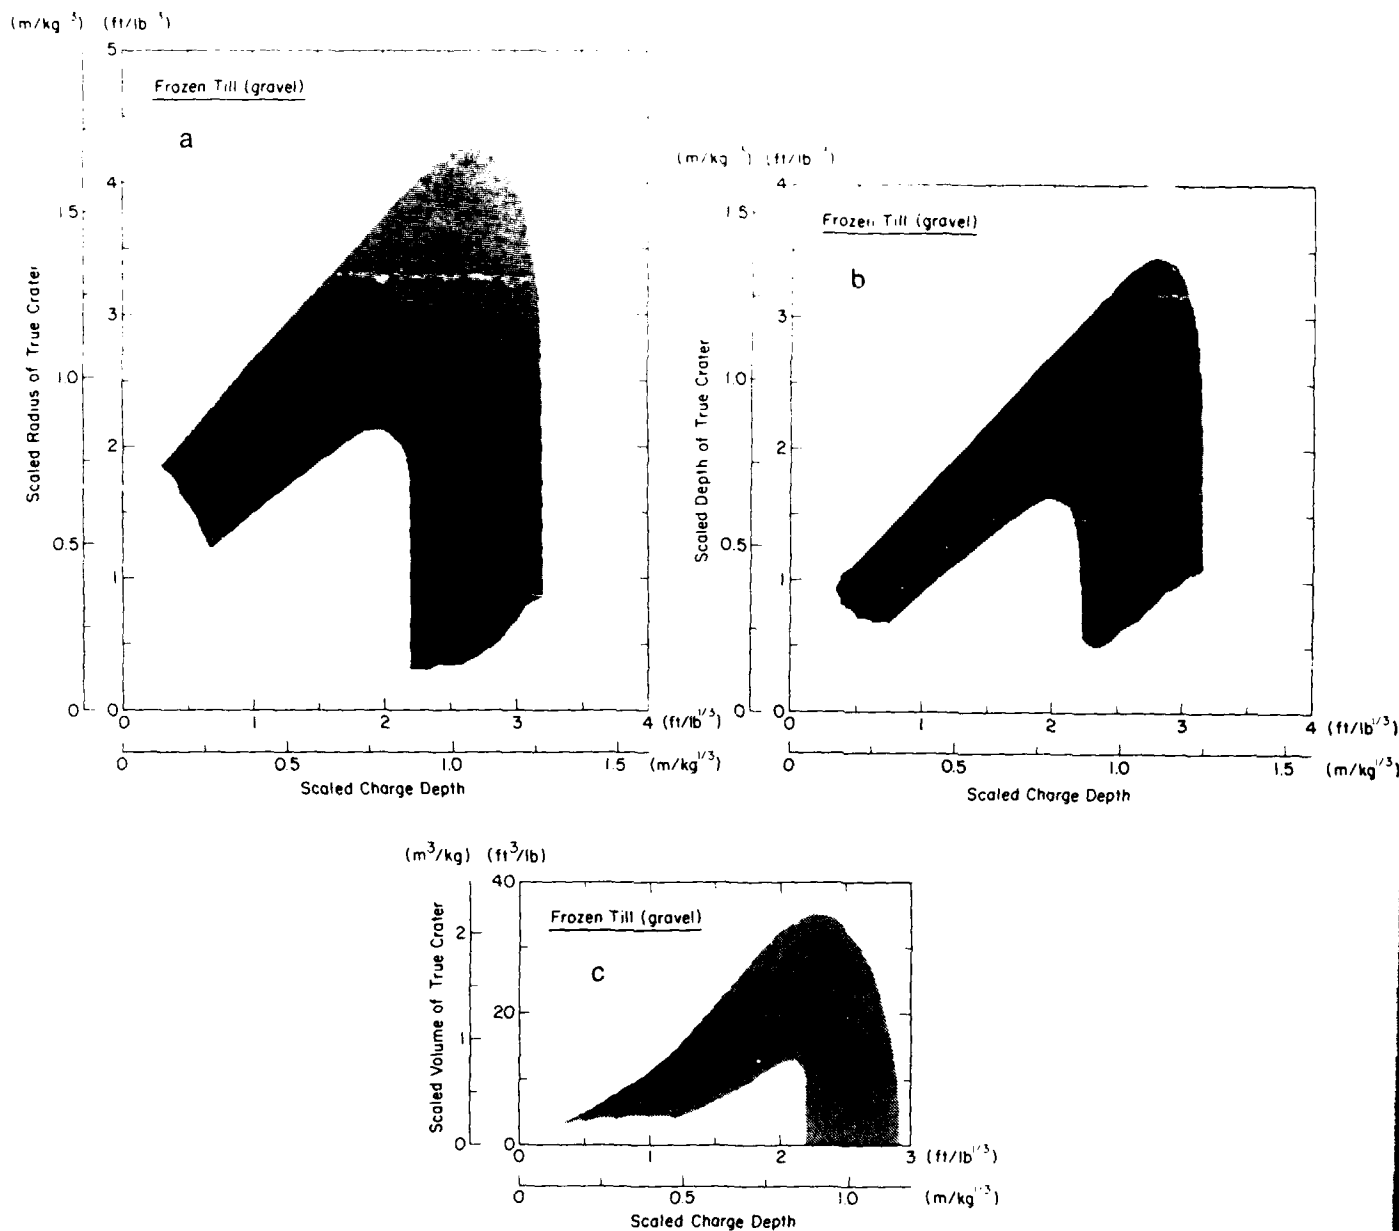 (m/kg ⁻³) (ft/lb ⁻³)
5
Frozen Till (gravel)
a
4
1.5
3
1.0
2
0.5
1
0
Scaled Radius of True Crater
0 1 2 3 4 (ft/lb^1/3)
0 0.5 1.0 1.5 (m/kg^1/3)
Scaled Charge Depth
(m/kg ) (ft/lb )
4
1.5
Frozen Till (gravel)
b
3
1.0
2
0.5
1
0 0
Scaled Depth of True Crater
0 1 2 3 4 (ft/lb^1/3)
0 0.5 1.0 1.5 (m/kg^1/3)
Scaled Charge Depth
(m^3/kg) (ft^3/lb)
40
2
Frozen Till (gravel)
c
20
1
0 0
Scaled Volume of True Crater
1 2 3 (ft/lb^1/3)
0 0.5 1.0 (m/kg^1/3)
Scaled Charge Depth